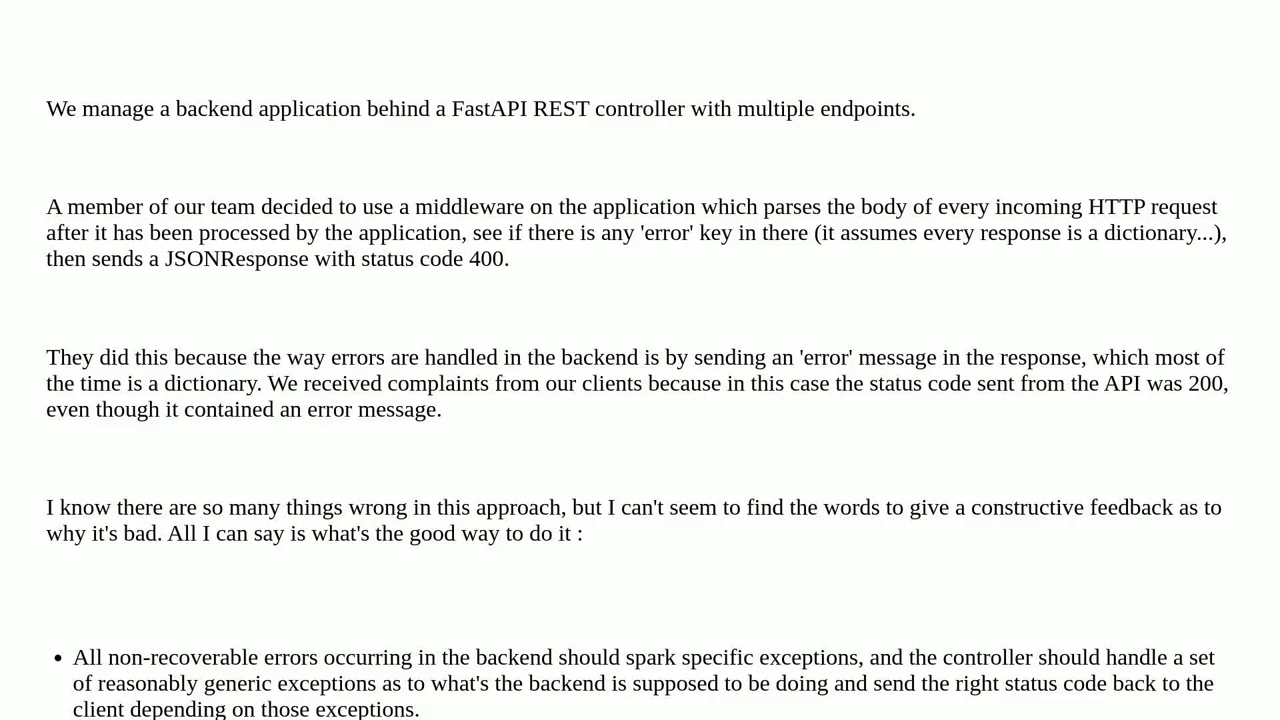 We manage a backend application behind a FastAPI REST controller with multiple endpoints.
A member of our team decided to use a middleware on the application which parses the body of every incoming HTTP request
after it has been processed by the application, see if there is any 'error' key in there (it assumes every response is a dictionary...),
then sends a JSONResponse with status code 400.
They did this because the way errors are handled in the backend is by sending an 'error' message in the response, which most of
the time is a dictionary. We received complaints from our clients because in this case the status code sent from the API was 200,
even though it contained an error message.
I know there are so many things wrong in this approach, but I can't seem to find the words to give a constructive feedback as to
why it's bad. All I can say is what's the good way to do it :
• All non-recoverable errors occurring in the backend should spark specific exceptions, and the controller should handle a set
of reasonably generic exceptions as to what's the backend is supposed to be doing and send the right status code back to the
client depending on those exceptions.